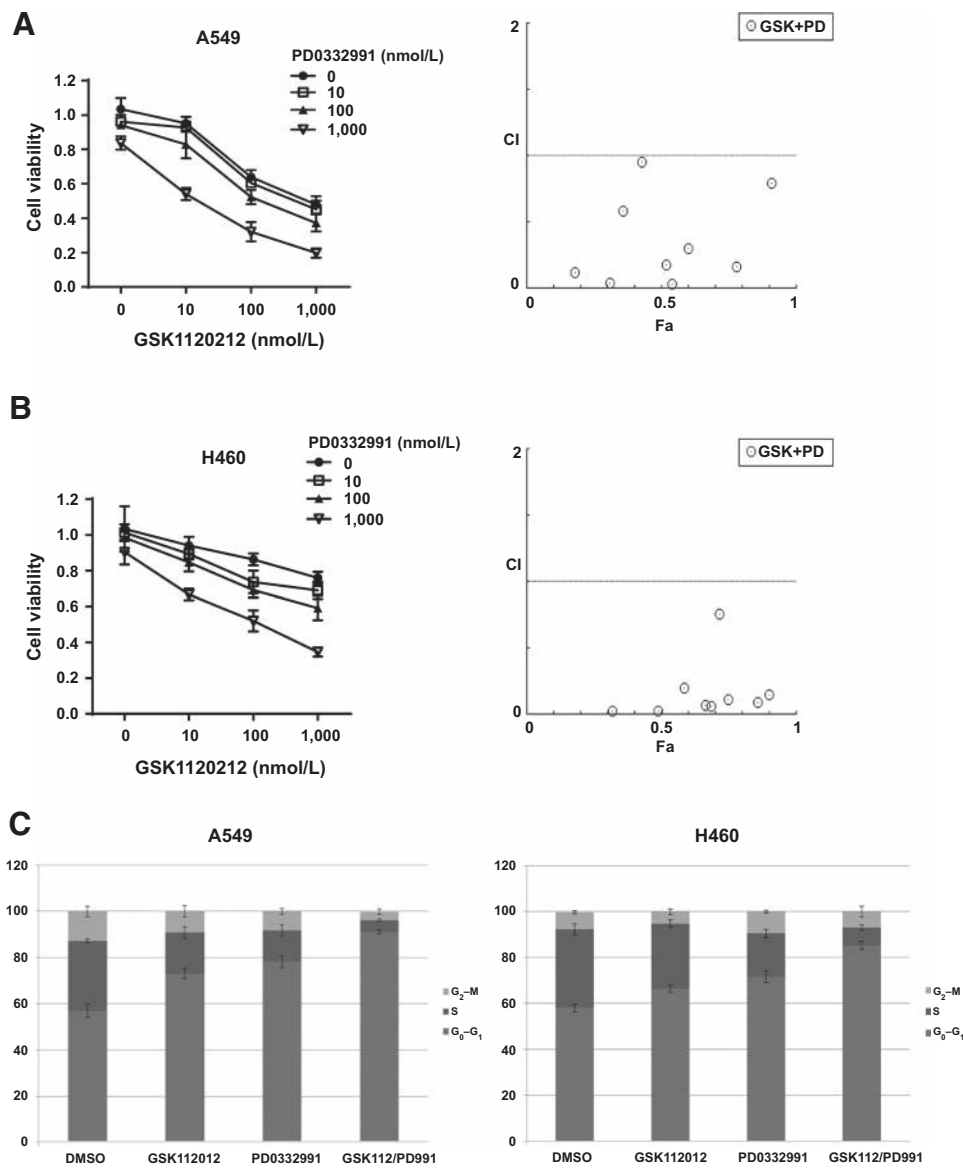 A
A549
PD0332991 (nmol/L)
0
10
100
1,000
1.2
1.0
0.8
0.6
0.4
0.2
0.0
Cell viability
0 10 100 1,000
GSK1120212 (nmol/L)
GSK+PD
2
CI
0
0 0.5 1
Fa
B
H460
PD0332991 (nmol/L)
0
10
100
1,000
1.2
1.0
0.8
0.6
0.4
0.2
0.0
Cell viability
0 10 100 1,000
GSK1120212 (nmol/L)
GSK+PD
2
CI
0
0 0.5 1
Fa
C
A549
120
100
80
60
40
20
0
DMSO GSK112012 PD0332991 GSK112/PD991
G₂–M
S
G₀–G₁
H460
120
100
80
60
40
20
0
DMSO GSK112012 PD0332991 GSK112/PD991
G₂–M
S
G₀–G₁